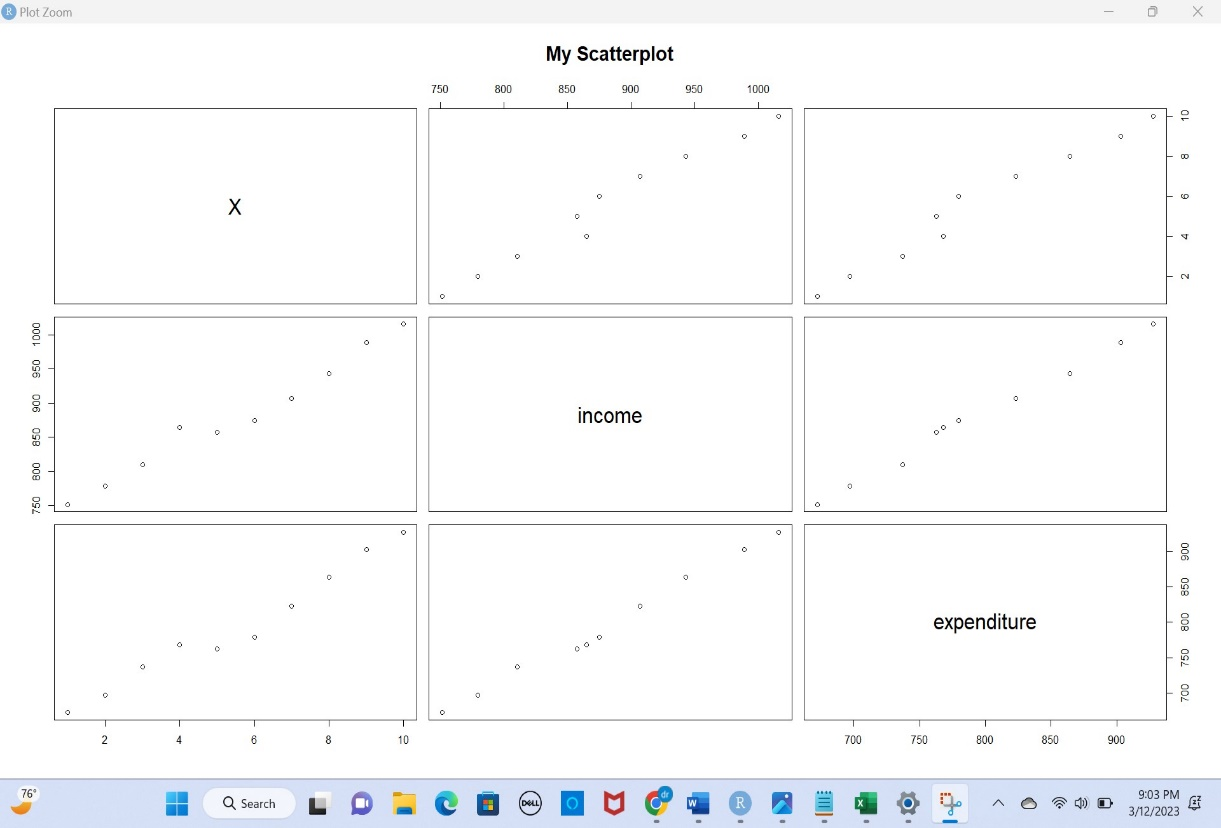 R Plot Zoom
My Scatterplot
750 800 850 900 950 1000
X
2 4 6 8 10
750 800 850 900 950 1000
income
expenditure
700 750 800 850 900
2 4 6 8 10
700 750 800 850 900
76°
Search
DELL
dr
W
R
X
9:03 PM
3/12/2023